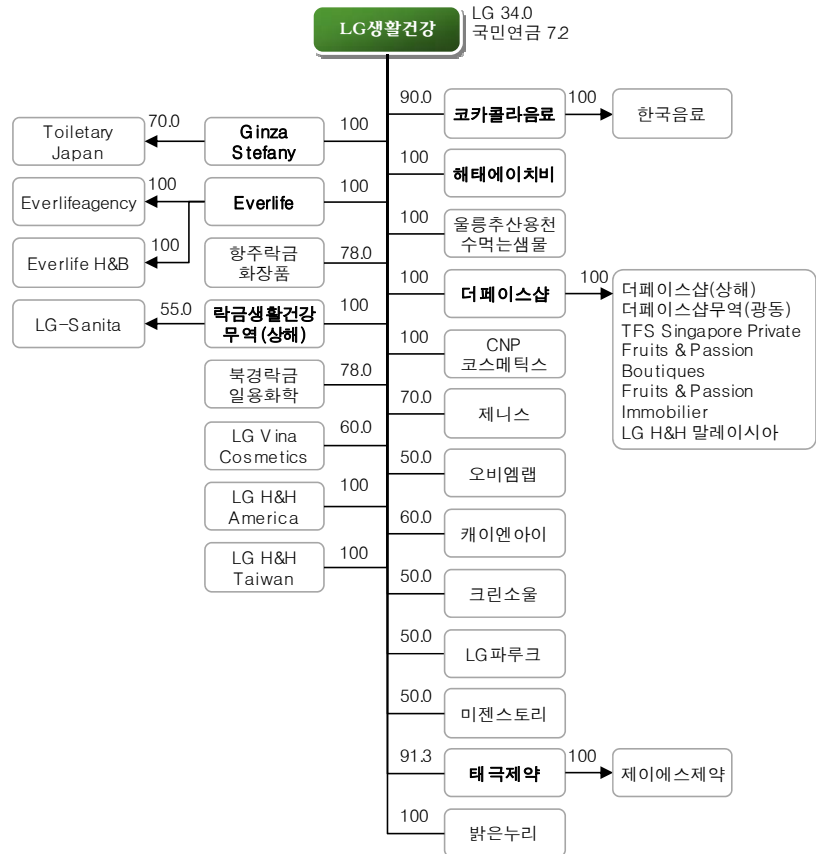 LG생활건강
LG 34.0
국민연금 7.2
70.0
Toiletary
Japan
100
Ginza
Stefany
100
Everlifeagency
100
Everlife
100
Everlife H&B
항주락금
화장품
78.0
55.0
LG-Sanita
락금생활건강
무역(상해)
100
북경락금
일용화학
78.0
LG Vina
Cosmetics
60.0
LG H&H
America
100
LG H&H
Taiwan
100
90.0
코카콜라음료
100
한국음료
100
해태에이치비
100
울릉추산용천
수먹는샘물
100
더페이스샵
100
더페이스샵(상해)
더페이스샵무역(광동)
TFS Singapore Private
Fruits & Passion
Boutiques
Fruits & Passion
Immobilier
LG H&H 말레이시아
100
CNP
코스메틱스
70.0
제니스
50.0
오비엠랩
60.0
캐이엔아이
50.0
크린소울
50.0
LG파루크
50.0
미젠스토리
91.3
태극제약
100
제이에스제약
100
밝은누리